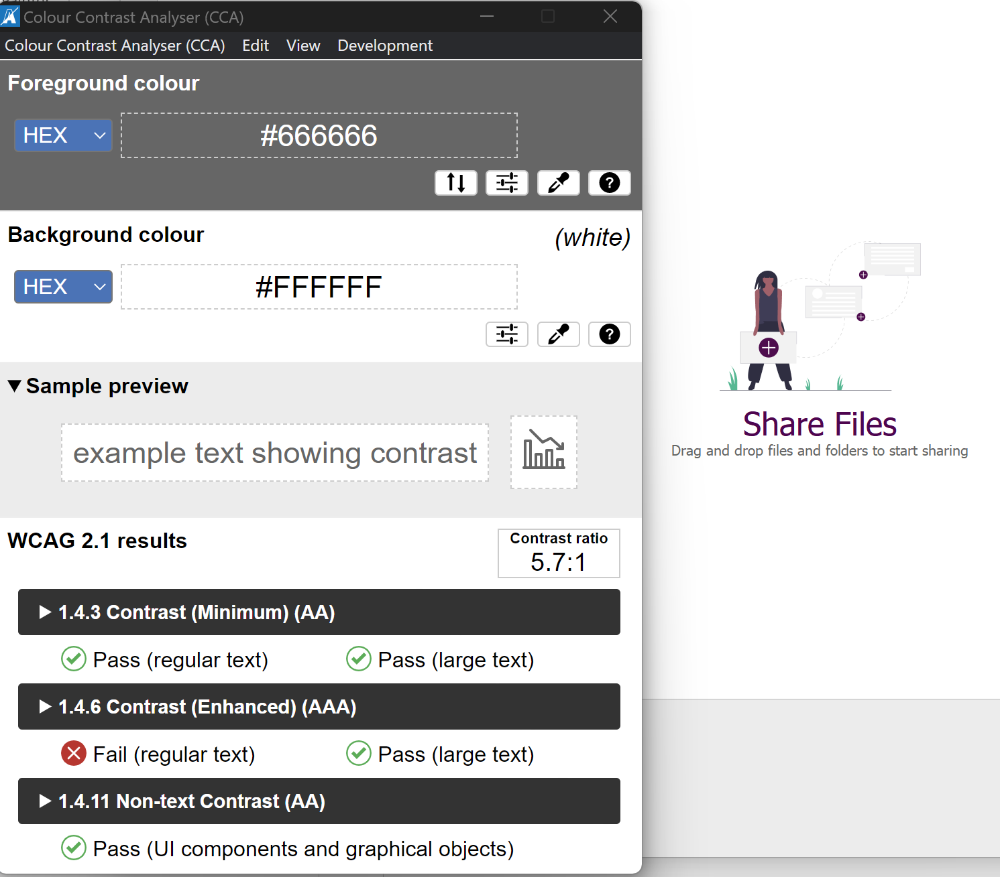 Colour Contrast Analyser (CCA)
Colour Contrast Analyser (CCA) Edit View Development
Foreground colour
HEX #666666
?
Background colour (white)
HEX #FFFFFF
?
Sample preview
example text showing contrast
WCAG 2.1 results
Contrast ratio
5.7:1
1.4.3 Contrast (Minimum) (AA)
Pass (regular text) Pass (large text)
1.4.6 Contrast (Enhanced) (AAA)
Fail (regular text) Pass (large text)
1.4.11 Non-text Contrast (AA)
Pass (UI components and graphical objects)
Share Files
Drag and drop files and folders to start sharing